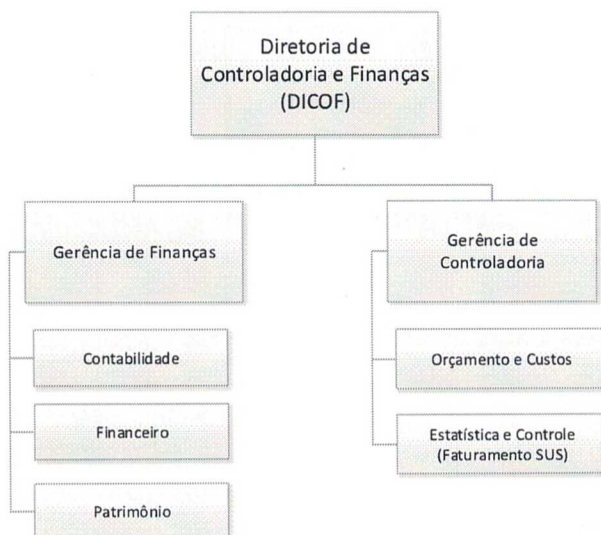 Diretoria de
Controladoria e Finanças
(DICOF)
Gerência de Finanças
Gerência de
Controladoria
Contabilidade
Orçamento e Custos
Financeiro
Estatística e Controle
(Faturamento SUS)
Patrimônio